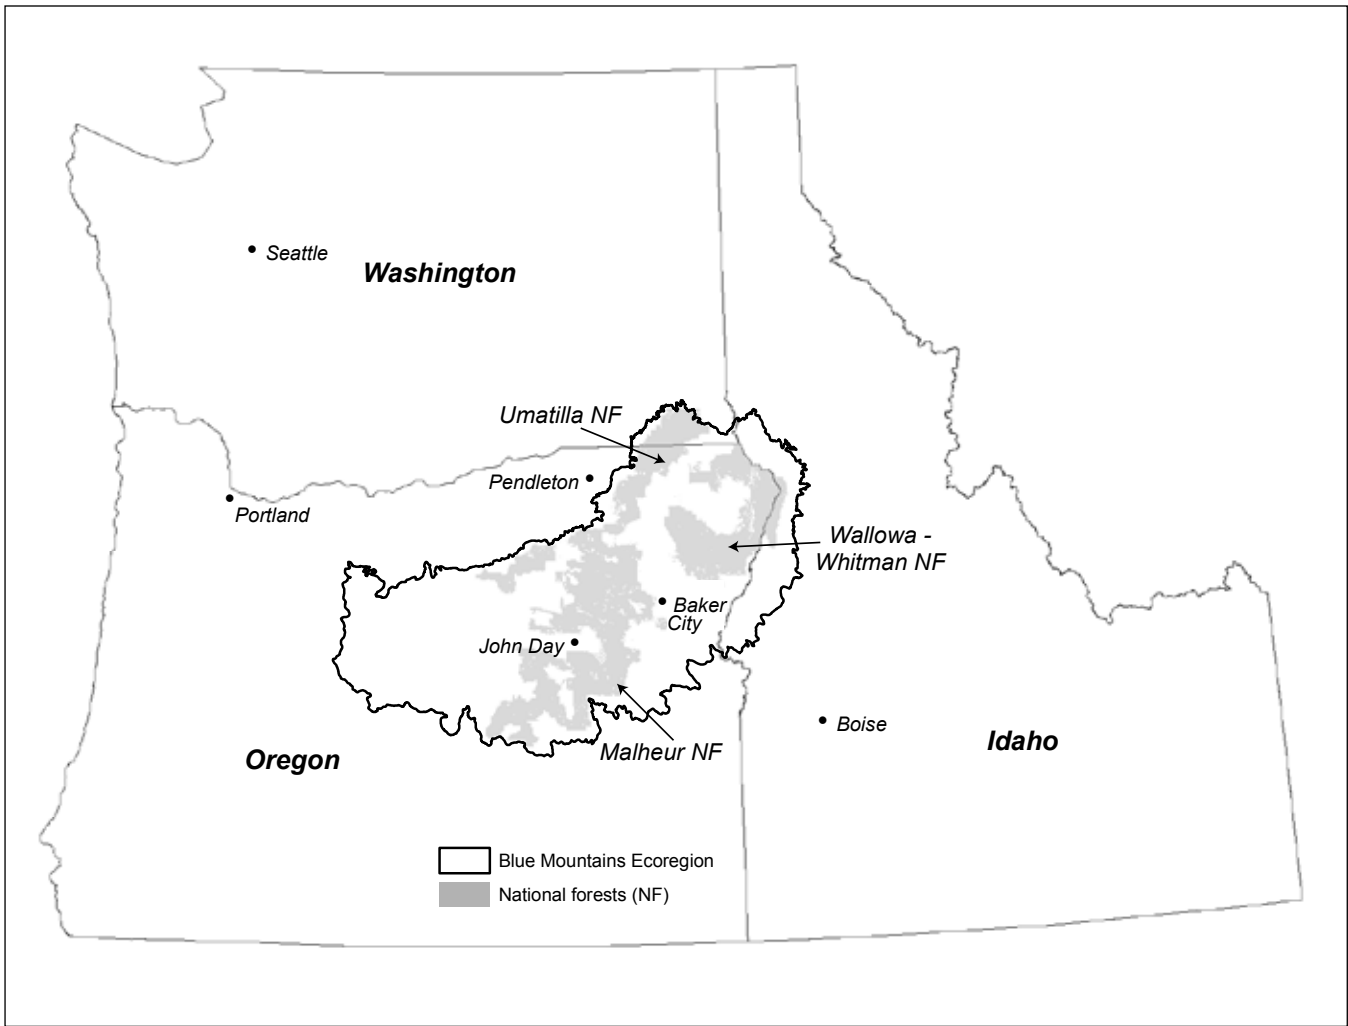 Seattle
Washington
Umatilla NF
Pendleton
Portland
Wallowa -
Whitman NF
Baker
City
John Day
Boise
Idaho
Malheur NF
Oregon
Blue Mountains Ecoregion
National forests (NF)